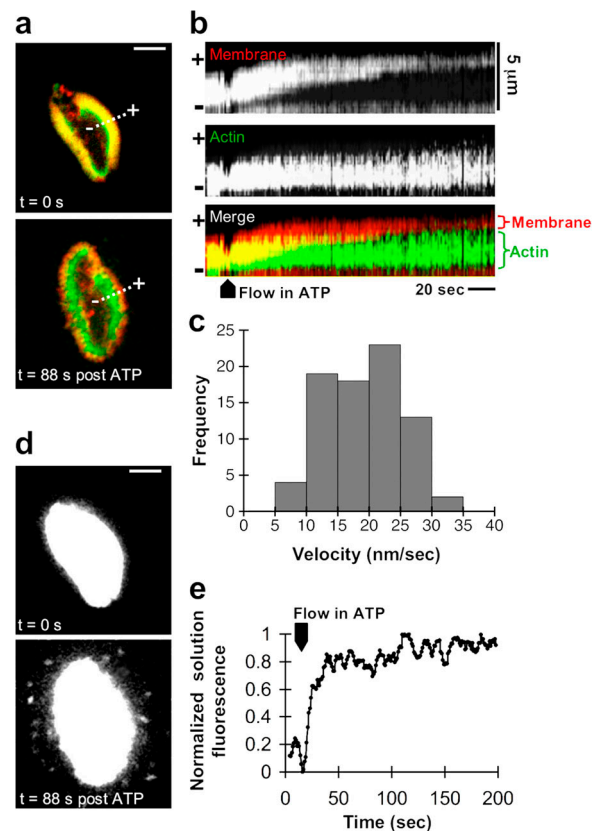 a
+
-
t = 0 s
+
-
t = 88 s post ATP
b
+
Membrane
-
5 μm
+
Actin
-
+
Merge
-
Membrane
Actin
Flow in ATP
20 sec
c
25
20
15
10
5
0
Frequency
0 5 10 15 20 25 30 35 40
Velocity (nm/sec)
d
t = 0 s
t = 88 s post ATP
e
Flow in ATP
1
0.8
0.6
0.4
0.2
0
Normalized solution
fluorescence
0 50 100 150 200
Time (sec)